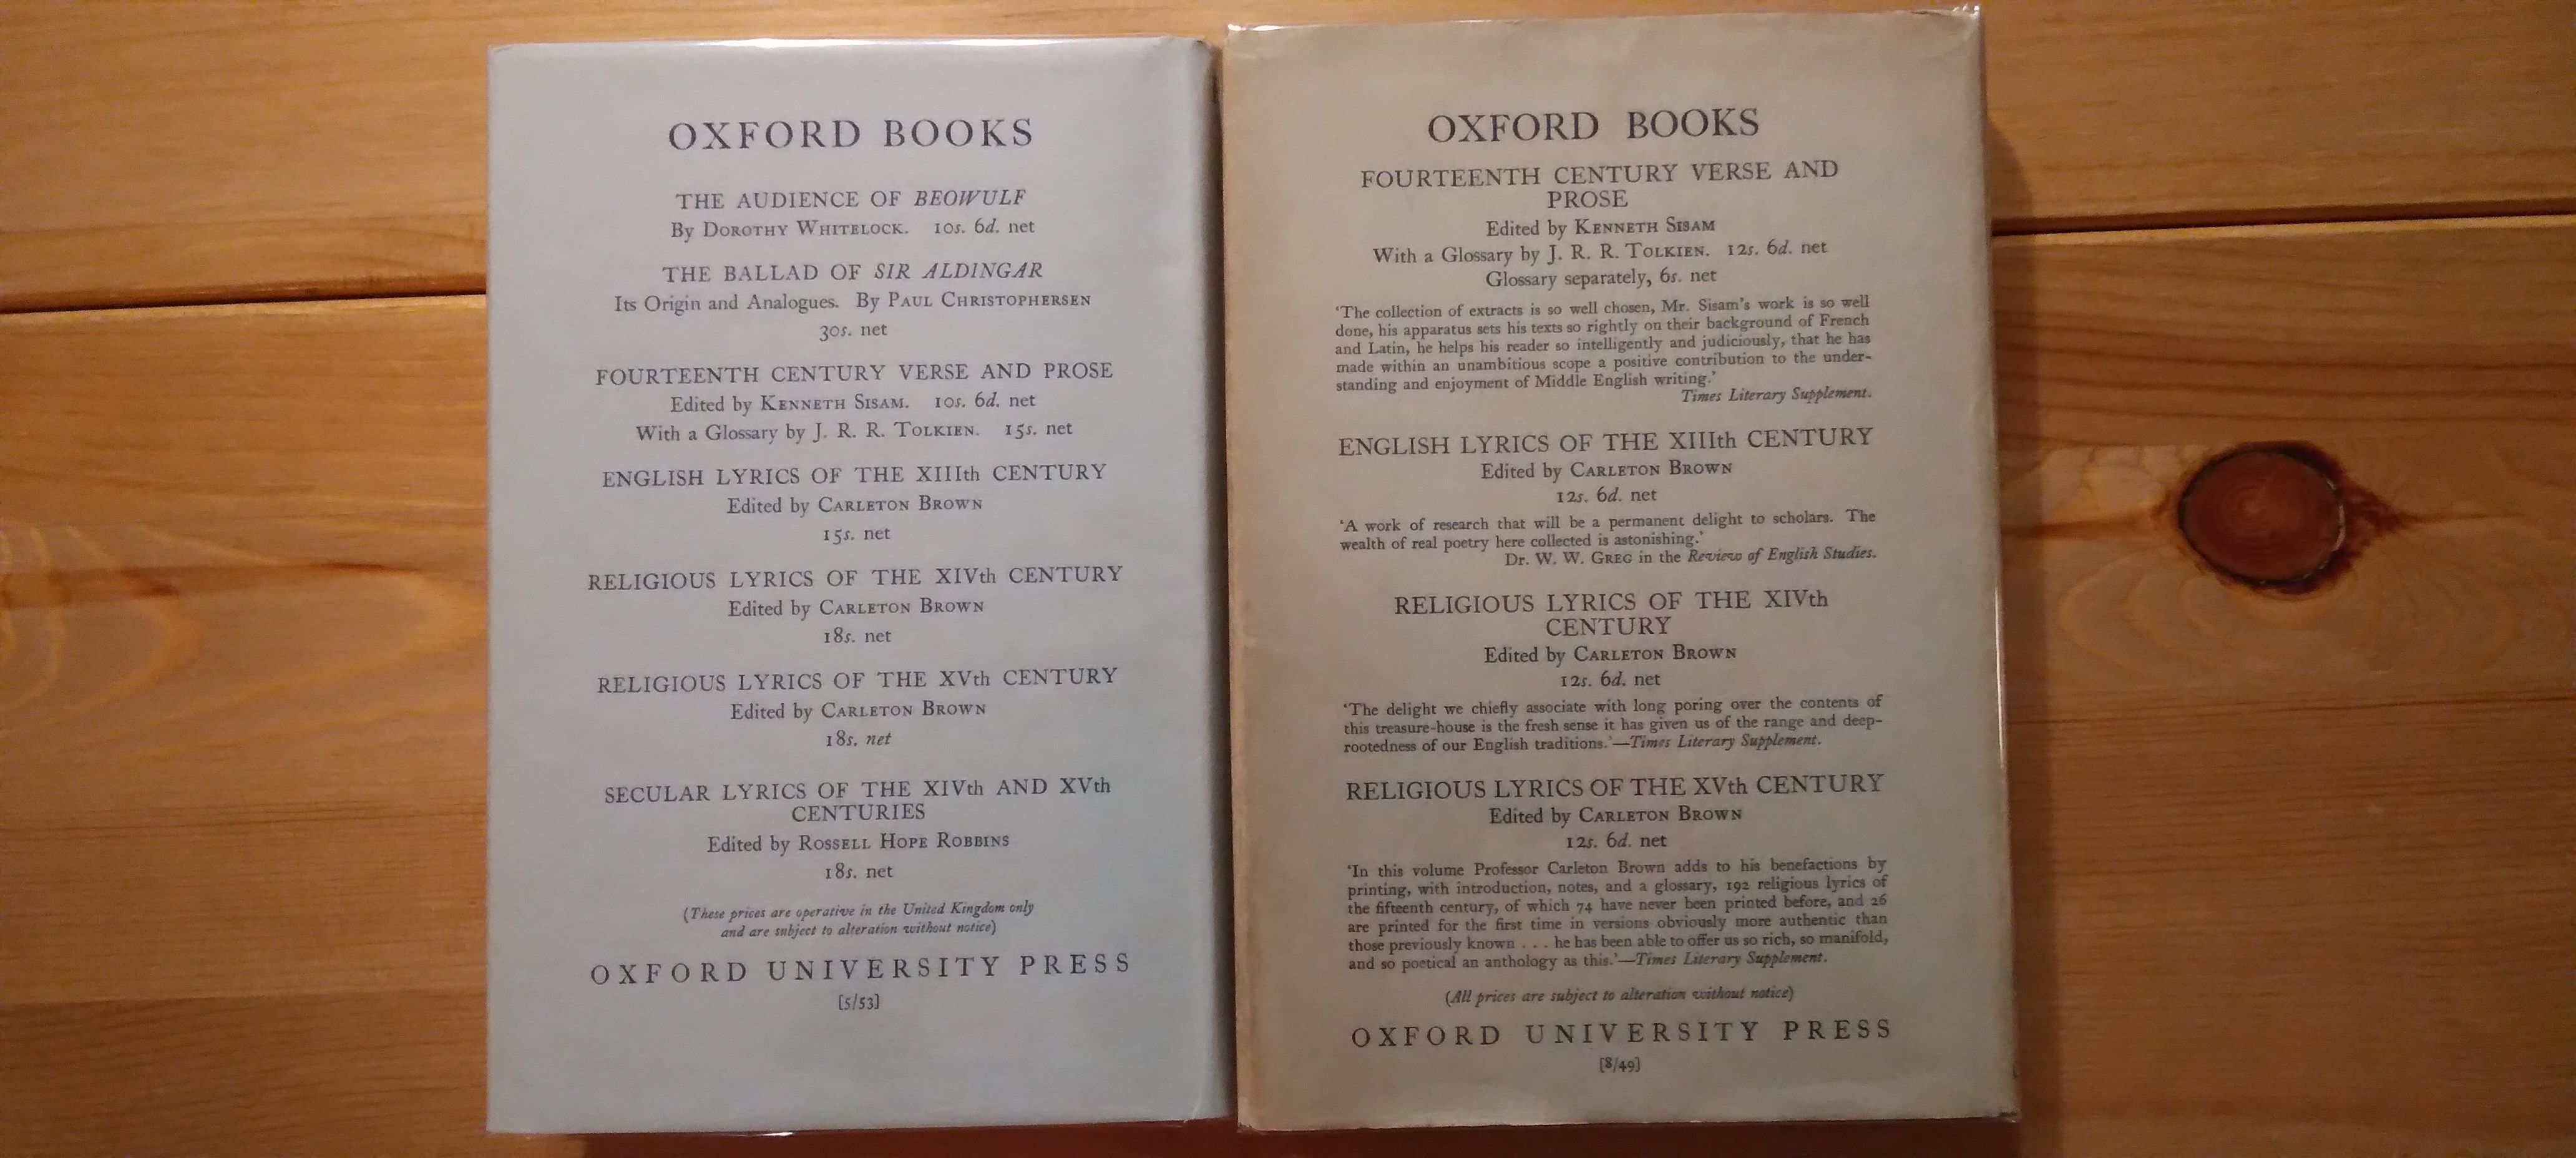 OXFORD BOOKS
THE AUDIENCE OF BEOWULF
By DOROTHY WHITELOCK. 10s. 6d. net
THE BALLAD OF SIR ALDINGAR
Its Origin and Analogues. By PAUL CHRISTOPHERSEN
30s. net
FOURTEENTH CENTURY VERSE AND PROSE
Edited by KENNETH SISAM. 10s. 6d. net
With a Glossary by J. R. R. TOLKIEN. 15s. net
ENGLISH LYRICS OF THE XIIIth CENTURY
Edited by CARLETON BROWN
15s. net
RELIGIOUS LYRICS OF THE XIVth CENTURY
Edited by CARLETON BROWN
18s. net
RELIGIOUS LYRICS OF THE XVth CENTURY
Edited by CARLETON BROWN
18s. net
SECULAR LYRICS OF THE XIVth AND XVth
CENTURIES
Edited by ROSSELL HOPE ROBBINS
18s. net
(These prices are operative in the United Kingdom only
and are subject to alteration without notice)
OXFORD UNIVERSITY PRESS
[5/53]
OXFORD BOOKS
FOURTEENTH CENTURY VERSE AND
PROSE
Edited by KENNETH SISAM
With a Glossary by J. R. R. TOLKIEN. 12s. 6d. net
Glossary separately, 6s. net
'The collection of extracts is so well chosen, Mr. Sisam's work is so well
done, his apparatus sets his texts so rightly on their background of French
and Latin, he helps his reader so intelligently and judiciously, that he has
made within an unambitious scope a positive contribution to the under-
standing and enjoyment of Middle English writing.'
Times Literary Supplement.
ENGLISH LYRICS OF THE XIIIth CENTURY
Edited by CARLETON BROWN
12s. 6d. net
'A work of research that will be a permanent delight to scholars. The
wealth of real poetry here collected is astonishing.'
Dr. W. W. GREG in the Review of English Studies.
RELIGIOUS LYRICS OF THE XIVth
CENTURY
Edited by CARLETON BROWN
12s. 6d. net
'The delight we chiefly associate with long poring over the contents of
this treasure-house is the fresh sense it has given us of the range and deep-
rootedness of our English traditions.'—Times Literary Supplement.
RELIGIOUS LYRICS OF THE XVth CENTURY
Edited by CARLETON BROWN
12s. 6d. net
'In this volume Professor Carleton Brown adds to his benefactions by
printing, with introduction, notes, and a glossary, 192 religious lyrics of
the fifteenth century, of which 74 have never been printed before, and 26
are printed for the first time in versions obviously more authentic than
those previously known . . . he has been able to offer us so rich, so manifold,
and so poetical an anthology as this.'—Times Literary Supplement.
(All prices are subject to alteration without notice)
OXFORD UNIVERSITY PRESS
[8/49]